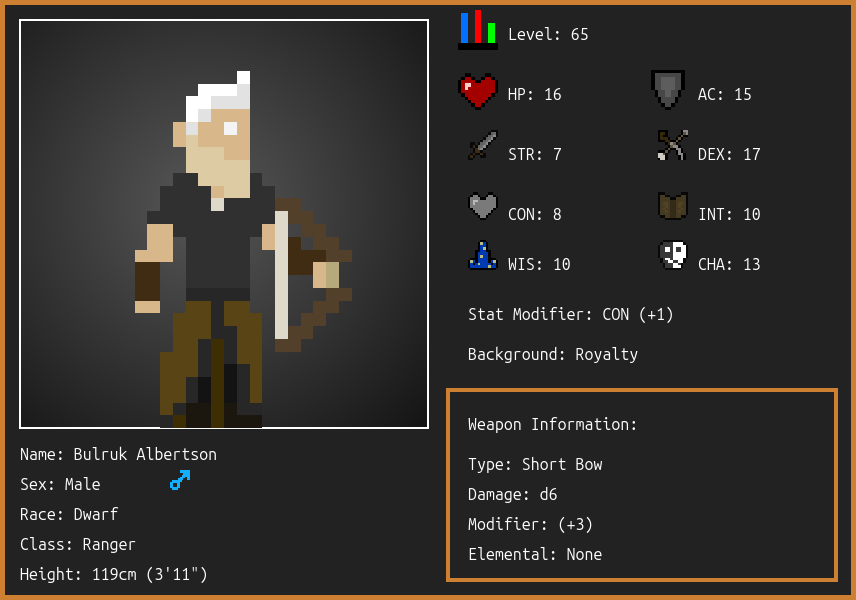 Level: 65
HP: 16
AC: 15
STR: 7
DEX: 17
CON: 8
INT: 10
WIS: 10
CHA: 13
Stat Modifier: CON (+1)
Background: Royalty
Weapon Information:
Type: Short Bow
Damage: d6
Modifier: (+3)
Elemental: None
Name: Bulruk Albertson
Sex: Male
Race: Dwarf
Class: Ranger
Height: 119cm (3'11")